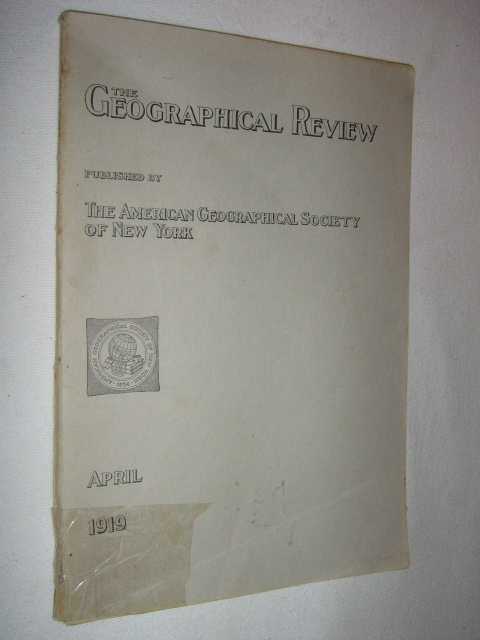 THE
GEOGRAPHICAL REVIEW
PUBLISHED BY
THE AMERICAN GEOGRAPHICAL SOCIETY
OF NEW YORK
APRIL
1919